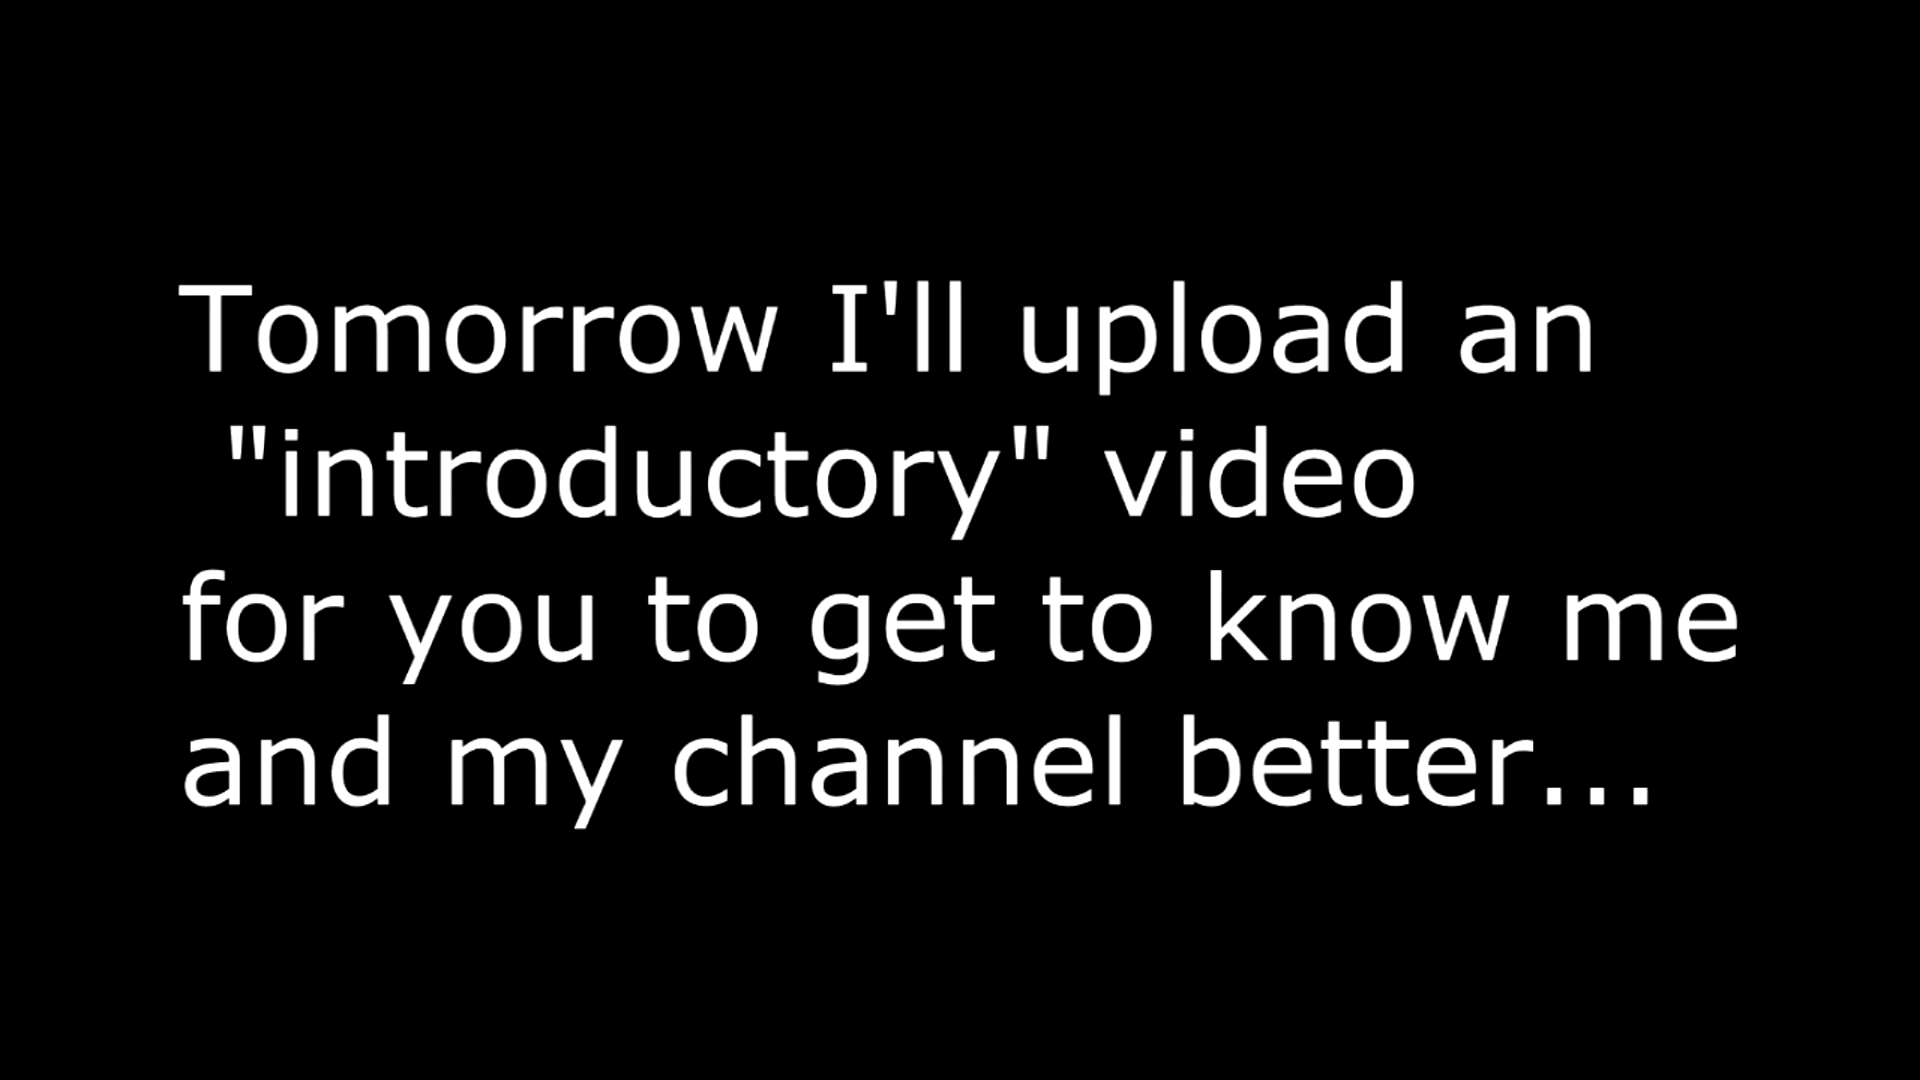 Tomorrow I'll upload an
"introductory" video
for you to get to know me
and my channel better...